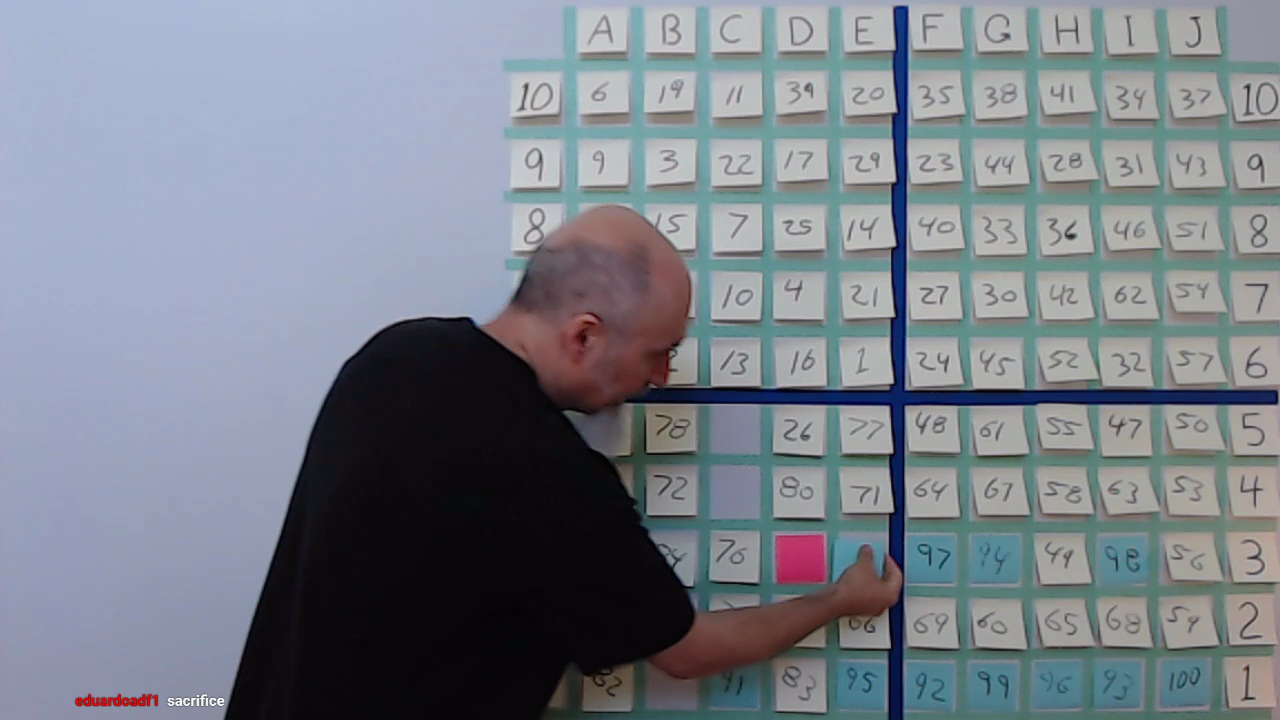 A B C D E F G H I J
10 6 19 11 39 20 35 38 41 34 37 10
9 9 3 22 17 29 23 44 28 31 43 9
8 15 7 25 14 40 33 36 46 51 8
10 4 21 27 30 42 62 54 7
13 16 1 24 45 52 32 57 6
78 26 77 48 61 55 47 50 5
72 80 71 64 67 58 63 53 4
76 97 94 49 98 56 3
66 69 60 65 68 59 2
82 91 83 95 92 99 96 93 100 1
eduardoadf1 sacrifice